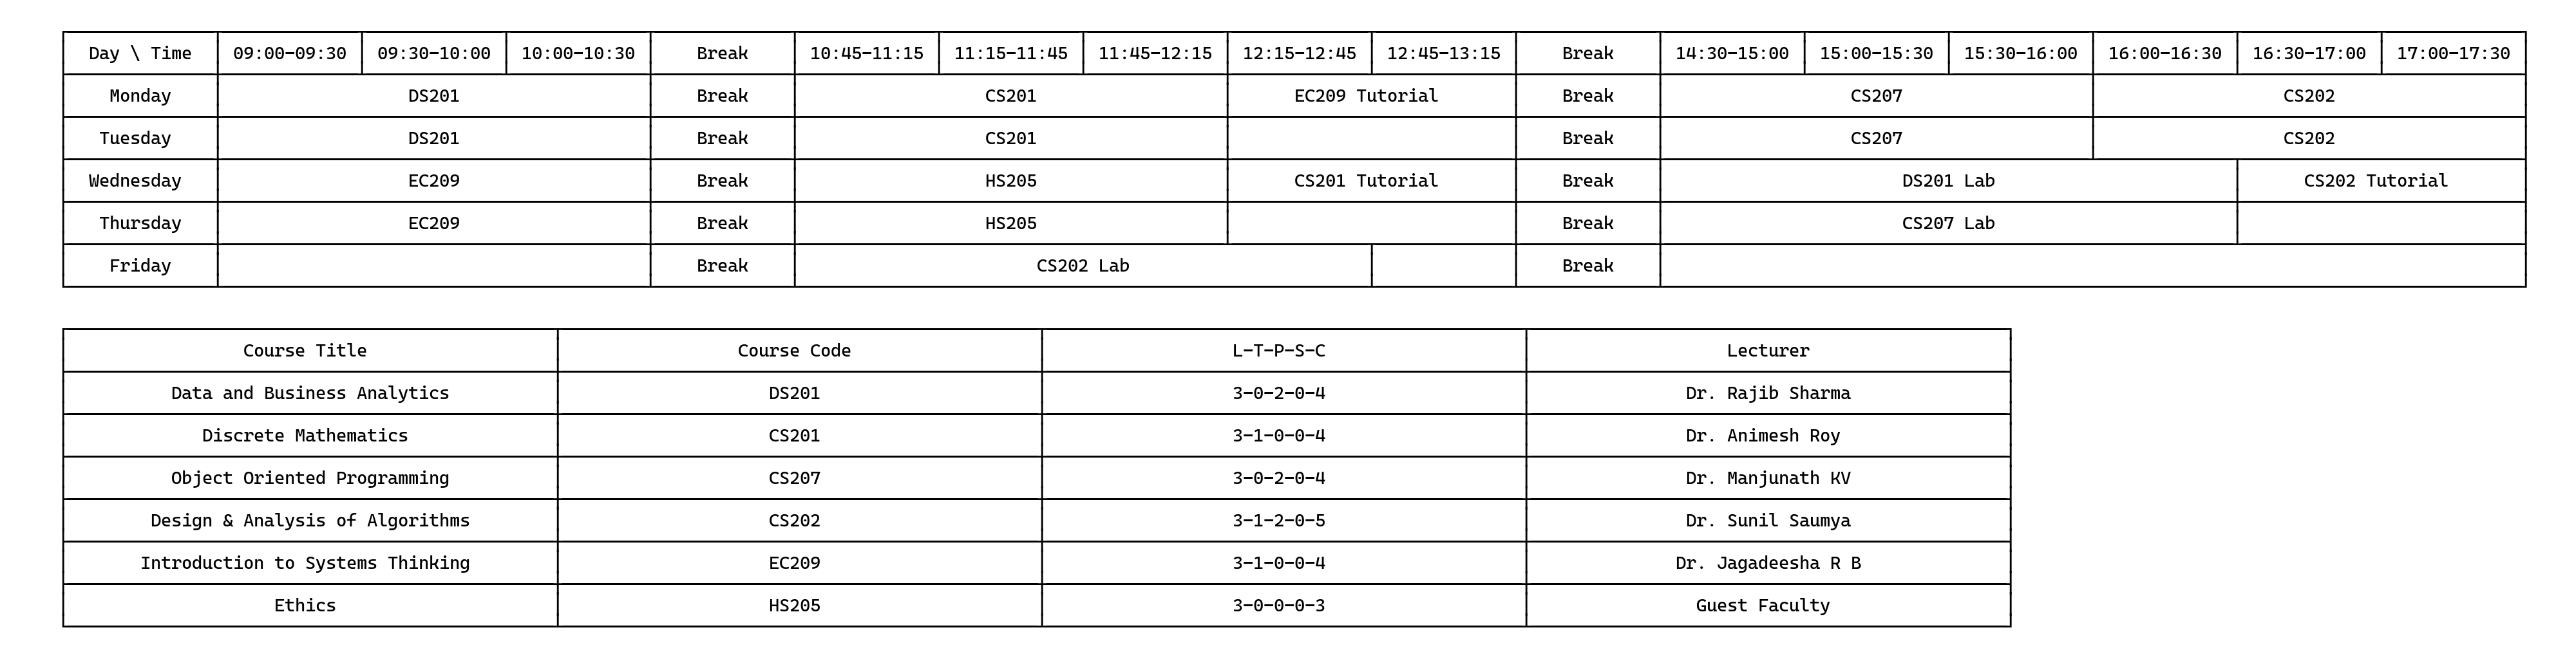 Day \ Time 09:00-09:30 09:30-10:00 10:00-10:30 Break 10:45-11:15 11:15-11:45 11:45-12:15 12:15-12:45 12:45-13:15 Break 14:30-15:00 15:00-15:30 15:30-16:00 16:00-16:30 16:30-17:00 17:00-17:30
Monday DS201 Break CS201 EC209 Tutorial Break CS207 CS202
Tuesday DS201 Break CS201 Break CS207 CS202
Wednesday EC209 Break HS205 CS201 Tutorial Break DS201 Lab CS202 Tutorial
Thursday EC209 Break HS205 Break CS207 Lab
Friday Break CS202 Lab Break
Course Title Course Code L-T-P-S-C Lecturer
Data and Business Analytics DS201 3-0-2-0-4 Dr. Rajib Sharma
Discrete Mathematics CS201 3-1-0-0-4 Dr. Animesh Roy
Object Oriented Programming CS207 3-0-2-0-4 Dr. Manjunath KV
Design & Analysis of Algorithms CS202 3-1-2-0-5 Dr. Sunil Saumya
Introduction to Systems Thinking EC209 3-1-0-0-4 Dr. Jagadeesha R B
Ethics HS205 3-0-0-0-3 Guest Faculty